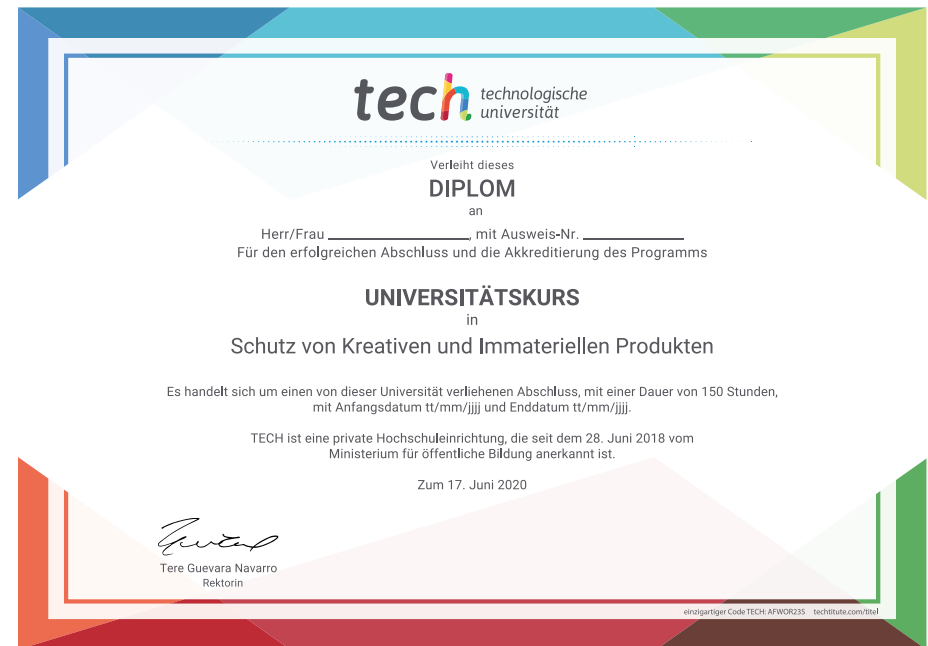 tech technologische
universität
Verleiht dieses
DIPLOM
an
Herr/Frau ____________, mit Ausweis-Nr. ____________
Für den erfolgreichen Abschluss und die Akkreditierung des Programms
UNIVERSITÄTSKURS
in
Schutz von Kreativen und Immateriellen Produkten
Es handelt sich um einen von dieser Universität verliehenen Abschluss, mit einer Dauer von 150 Stunden,
mit Anfangsdatum tt/mm/jjjj und Enddatum tt/mm/jjjj.
TECH ist eine private Hochschuleinrichtung, die seit dem 28. Juni 2018 vom
Ministerium für öffentliche Bildung anerkannt ist.
Zum 17. Juni 2020
Tere Guevara Navarro
Rektorin
einzigartiger Code TECH: AFWOR23S techtitute.com/titel